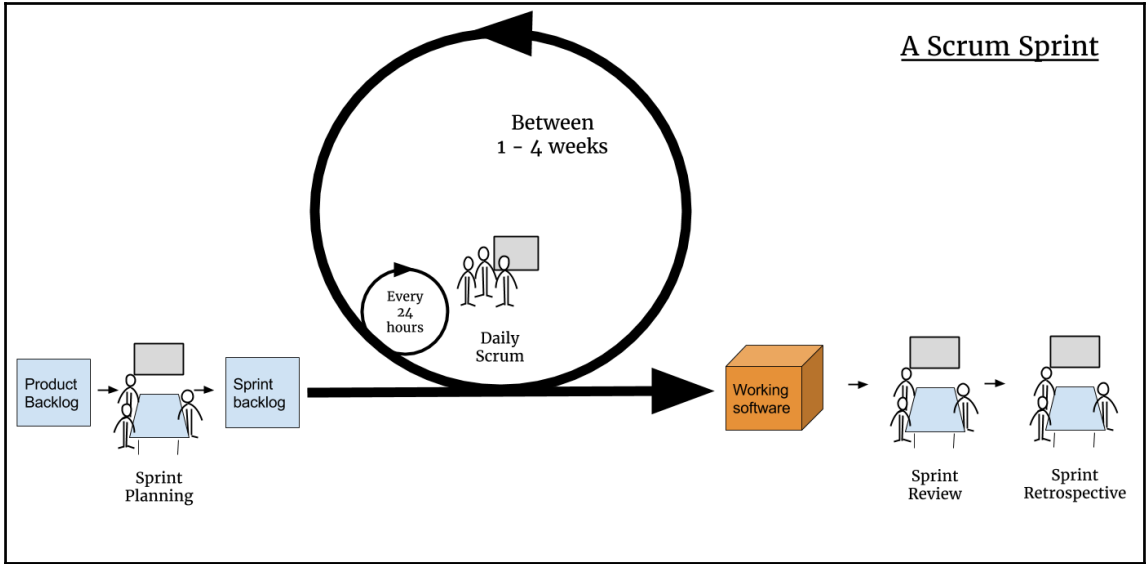 A Scrum Sprint
Between
1 - 4 weeks
Every
24
hours
Daily
Scrum
Product
Backlog
Sprint
Planning
Sprint
backlog
Working
software
Sprint
Review
Sprint
Retrospective